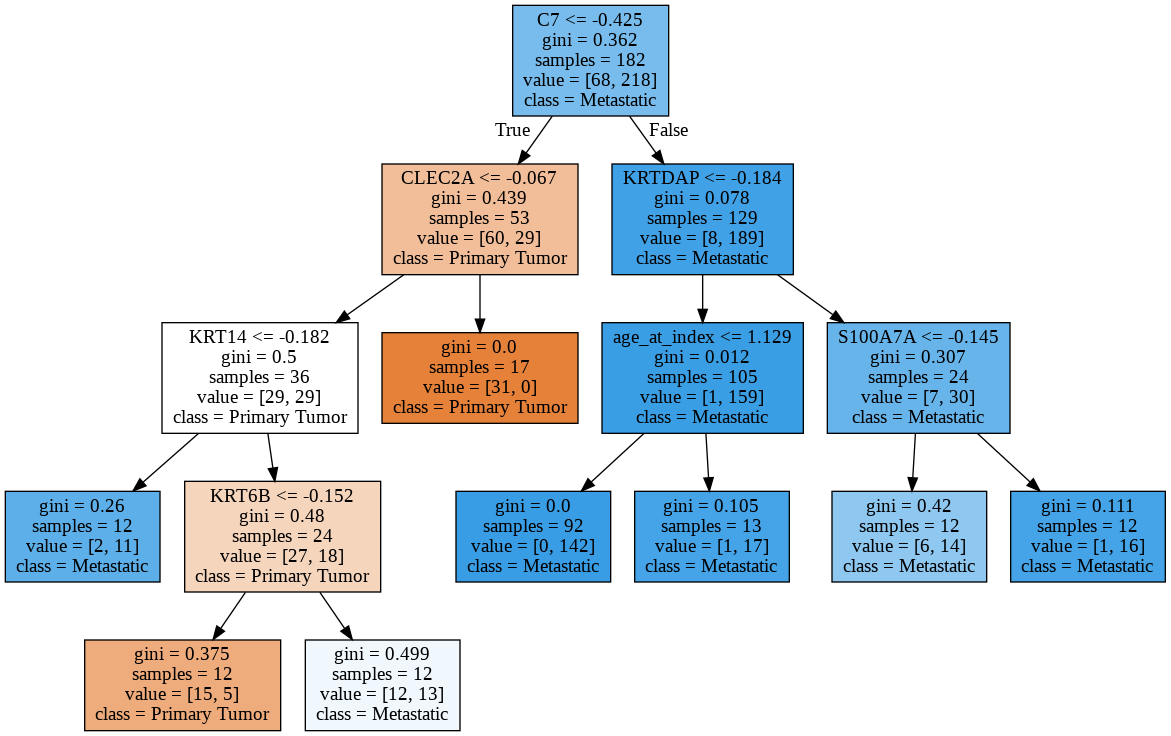 C7 <= -0.425
gini = 0.362
samples = 182
value = [68, 218]
class = Metastatic
True
False
CLEC2A <= -0.067
gini = 0.439
samples = 53
value = [60, 29]
class = Primary Tumor
KRTDAP <= -0.184
gini = 0.078
samples = 129
value = [8, 189]
class = Metastatic
KRT14 <= -0.182
gini = 0.5
samples = 36
value = [29, 29]
class = Primary Tumor
gini = 0.0
samples = 17
value = [31, 0]
class = Primary Tumor
age_at_index <= 1.129
gini = 0.012
samples = 105
value = [1, 159]
class = Metastatic
S100A7A <= -0.145
gini = 0.307
samples = 24
value = [7, 30]
class = Metastatic
gini = 0.26
samples = 12
value = [2, 11]
class = Metastatic
KRT6B <= -0.152
gini = 0.48
samples = 24
value = [27, 18]
class = Primary Tumor
gini = 0.0
samples = 92
value = [0, 142]
class = Metastatic
gini = 0.105
samples = 13
value = [1, 17]
class = Metastatic
gini = 0.42
samples = 12
value = [6, 14]
class = Metastatic
gini = 0.111
samples = 12
value = [1, 16]
class = Metastatic
gini = 0.375
samples = 12
value = [15, 5]
class = Primary Tumor
gini = 0.499
samples = 12
value = [12, 13]
class = Metastatic